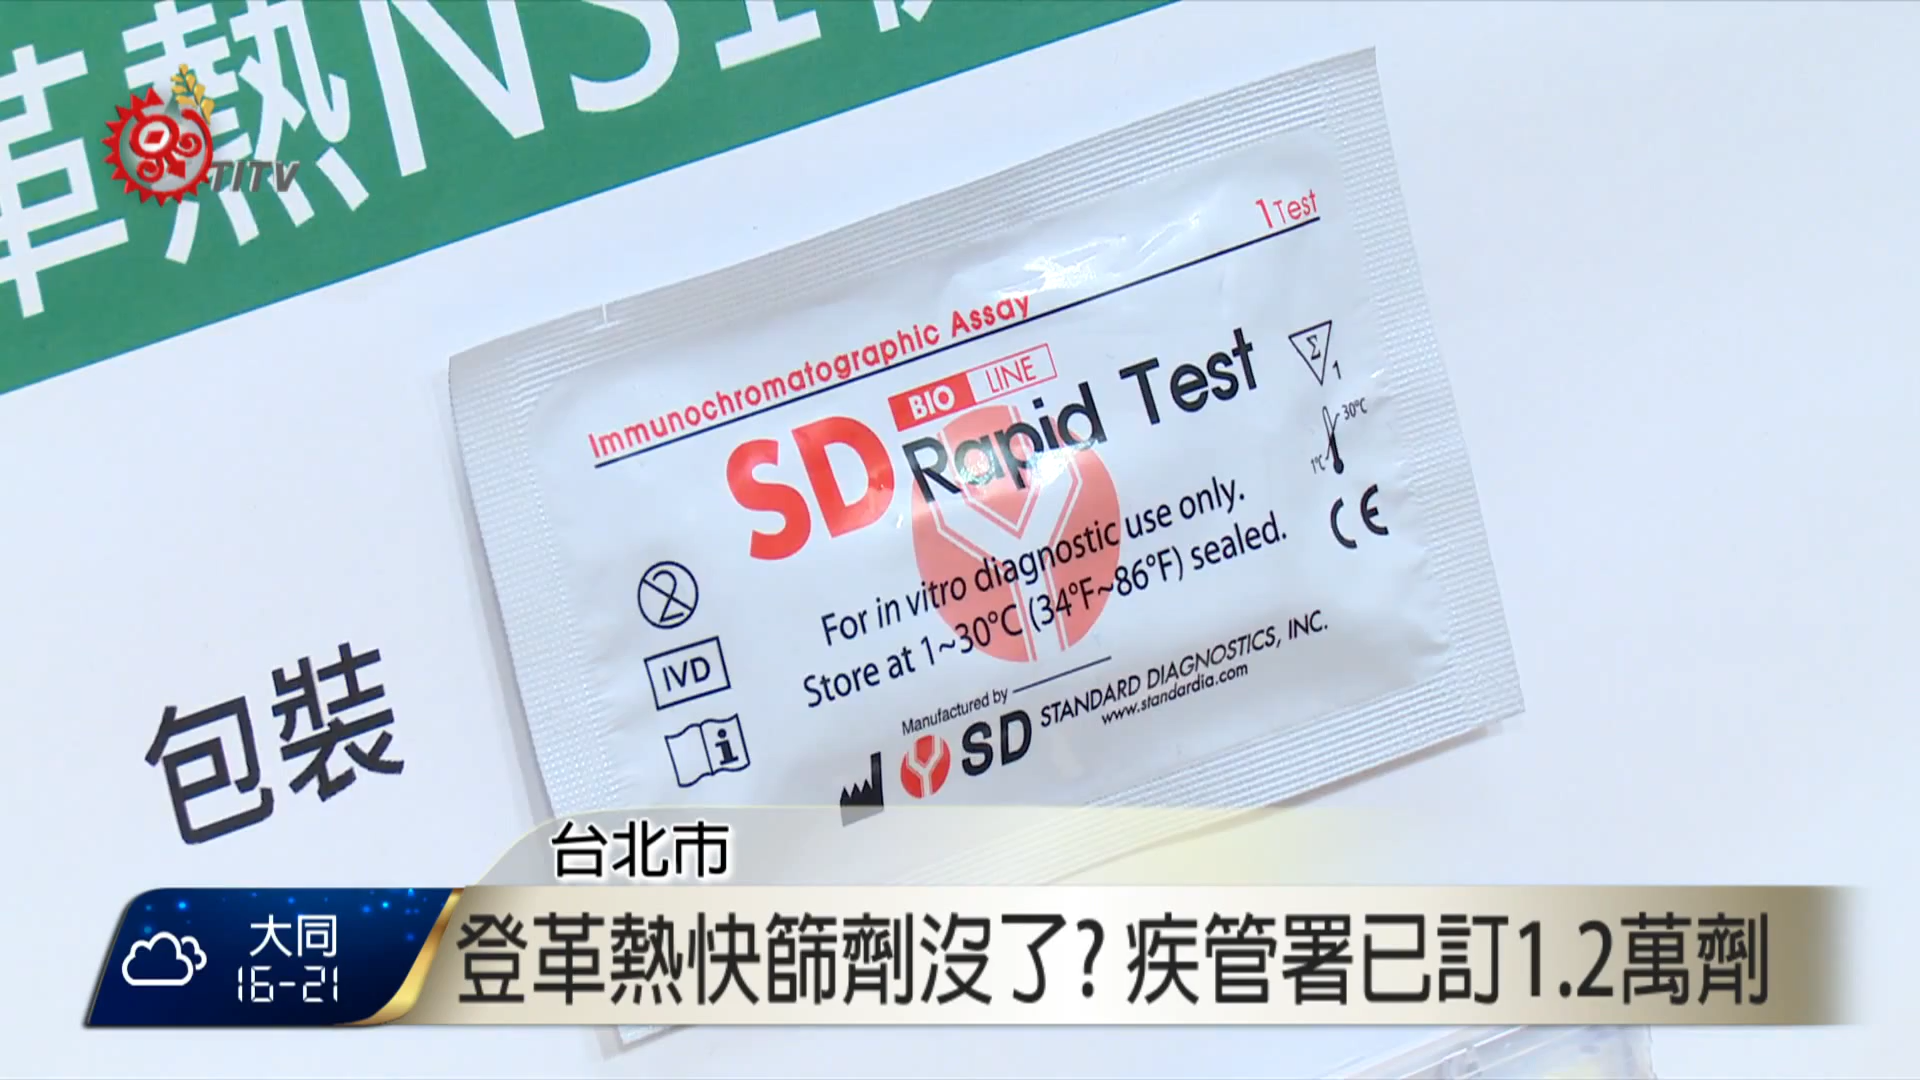 革熱NS1
TITV
1 Test
Immunochromatographic Assay
SD BIO LINE
Rapid Test
Σ
1
30°C
1°C
CE
For in vitro diagnostic use only.
Store at 1~30°C (34°F~86°F) sealed.
2
IVD
i
Manufactured by
SD STANDARD DIAGNOSTICS, INC.
www.standardia.com
包裝
台北市
大同
16-21
登革熱快篩劑沒了? 疾管署已訂1.2萬劑